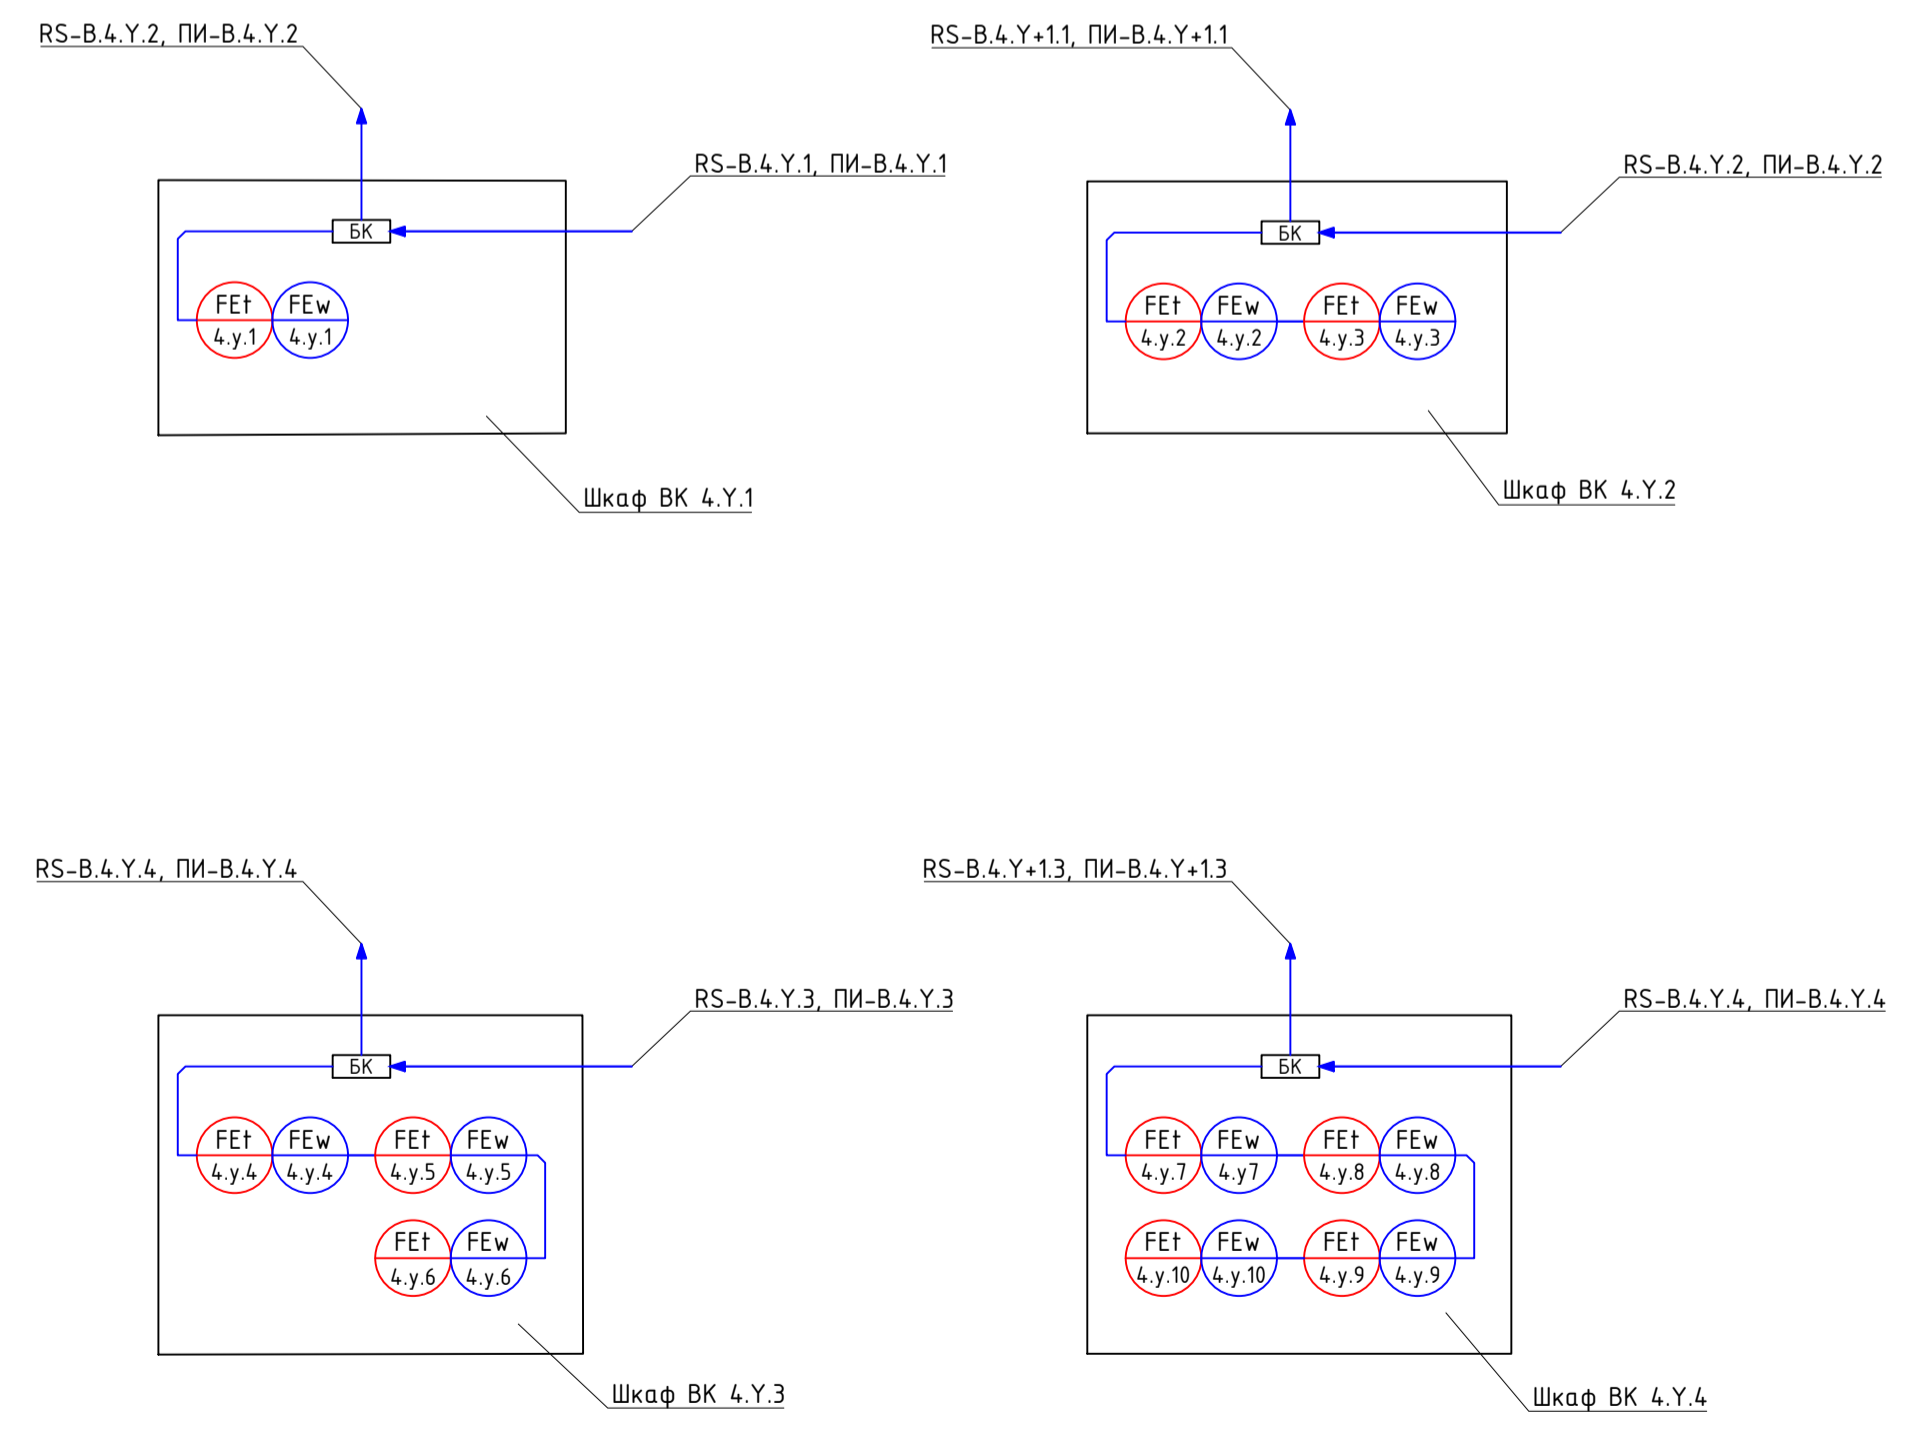 RS-В.4.Y.2, ПИ-В.4.Y.2
RS-В.4.Y.1, ПИ-В.4.Y.1
БК
FEt
FEw
4.y.1
4.y.1
Шкаф ВК 4.Y.1
RS-В.4.Y+1.1, ПИ-В.4.Y+1.1
RS-В.4.Y.2, ПИ-В.4.Y.2
БК
FEt
FEw
FEt
FEw
4.y.2
4.y.2
4.y.3
4.y.3
Шкаф ВК 4.Y.2
RS-В.4.Y.4, ПИ-В.4.Y.4
RS-В.4.Y.3, ПИ-В.4.Y.3
БК
FEt
FEw
FEt
FEw
4.y.4
4.y.4
4.y.5
4.y.5
FEt
FEw
4.y.6
4.y.6
Шкаф ВК 4.Y.3
RS-В.4.Y+1.3, ПИ-В.4.Y+1.3
RS-В.4.Y.4, ПИ-В.4.Y.4
БК
FEt
FEw
FEt
FEw
4.y.7
4.y7
4.y.8
4.y.8
FEt
FEw
FEt
FEw
4.y.10
4.y.10
4.y.9
4.y.9
Шкаф ВК 4.Y.4